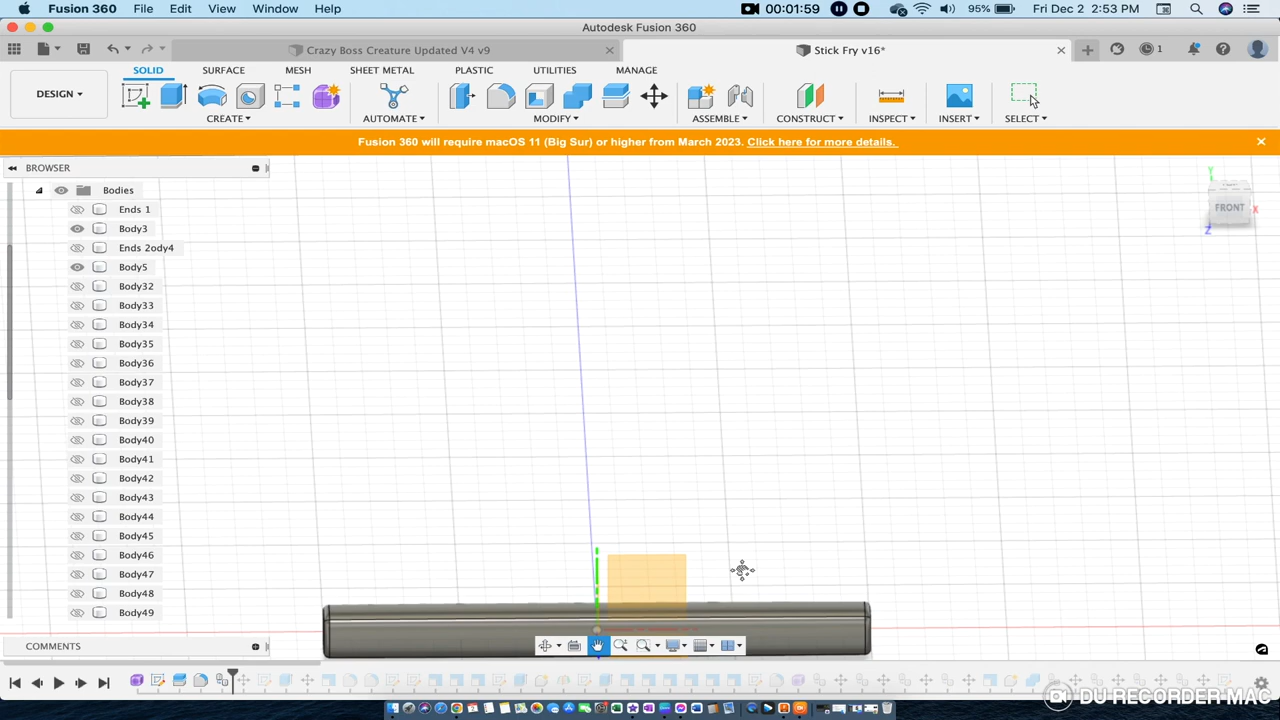 Fusion 360 File Edit View Window Help 00:01:59 95% Fri Dec 2 2:53 PM
Autodesk Fusion 360
Crazy Boss Creature Updated V4 v9 Stick Fry v16* 1
DESIGN
SOLID SURFACE MESH SHEET METAL PLASTIC UTILITIES MANAGE
CREATE AUTOMATE MODIFY ASSEMBLE CONSTRUCT INSPECT INSERT SELECT
Fusion 360 will require macOS 11 (Big Sur) or higher from March 2023. Click here for more details.
BROWSER
Bodies
Ends 1
Body3
Ends 2ody4
Body5
Body32
Body33
Body34
Body35
Body36
Body37
Body38
Body39
Body40
Body41
Body42
Body43
Body44
Body45
Body46
Body47
Body48
Body49
Y
FRONT
X
Z
COMMENTS
DU RECORDER MAC